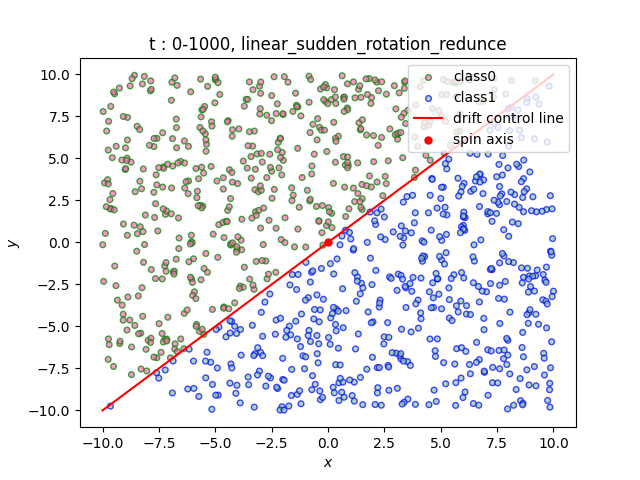 t : 0-1000, linear_sudden_rotation_redunce
class0
class1
drift control line
spin axis
10.0
7.5
5.0
2.5
0.0
−2.5
−5.0
−7.5
−10.0
y
−10.0 −7.5 −5.0 −2.5 0.0 2.5 5.0 7.5 10.0
x